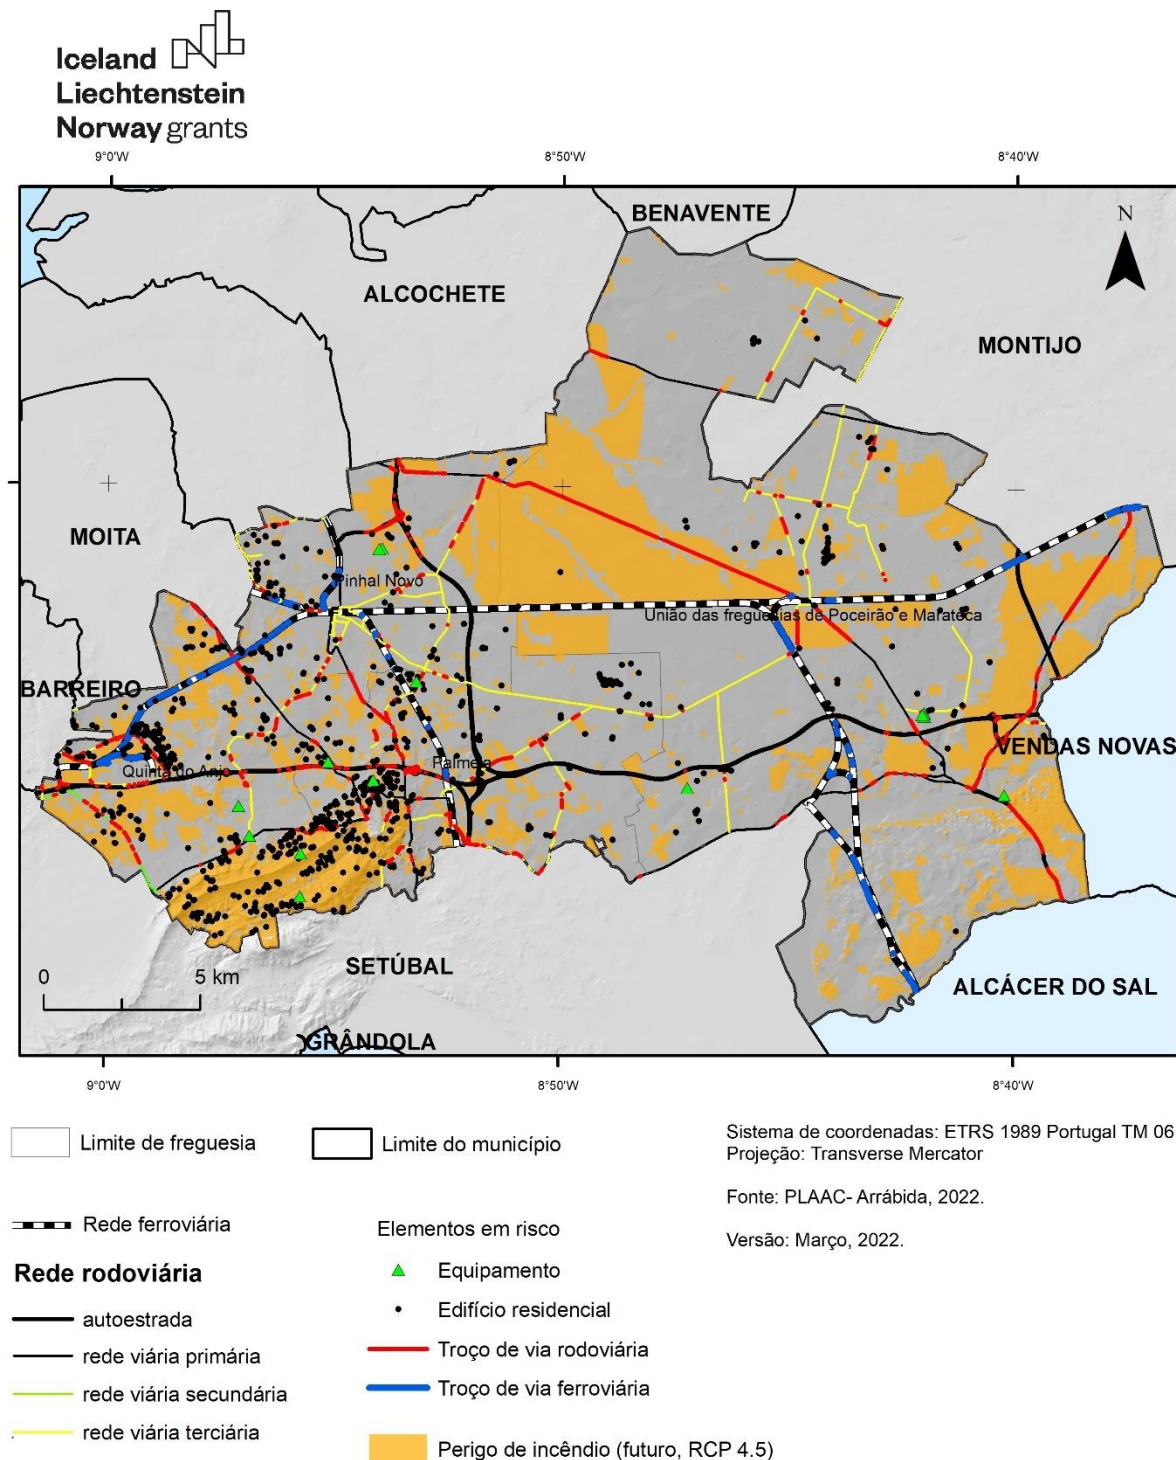 Iceland
Liechtenstein
Norway grants
9°0'W
8°50'W
8°40'W
N
BENAVENTE
ALCOCHETE
MONTIJO
MOITA
Pinhal Novo
União das freguesias de Poceirão e Marateca
BARREIRO
VENDAS NOVAS
Palmela
Quinta do Anjo
SETÚBAL
0
5 km
ALCÁCER DO SAL
GRÂNDOLA
9°0'W
8°50'W
8°40'W
Limite de freguesia
Limite do município
Sistema de coordenadas: ETRS 1989 Portugal TM 06
Projeção: Transverse Mercator
Fonte: PLAAC- Arrábida, 2022.
Versão: Março, 2022.
Rede ferroviária
Rede rodoviária
autoestrada
rede viária primária
rede viária secundária
rede viária terciária
Elementos em risco
Equipamento
Edifício residencial
Troço de via rodoviária
Troço de via ferroviária
Perigo de incêndio (futuro, RCP 4.5)